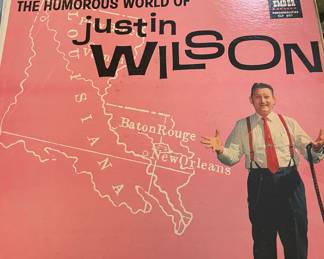 THE HUMOROUS WORLD OF
justin
WILSON
LOUISIANA
Baton Rouge
New Orleans